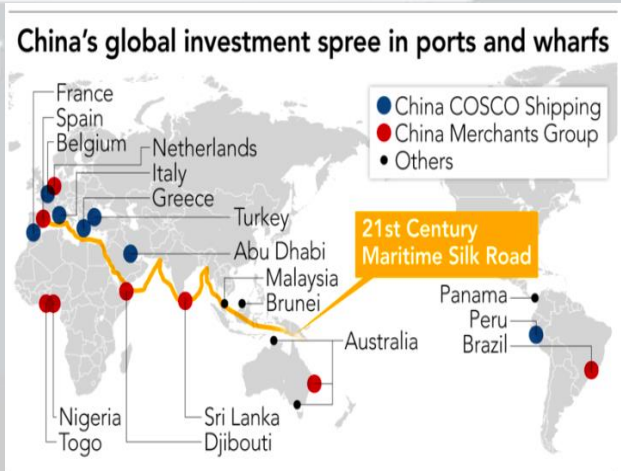 China's global investment spree in ports and wharfs
France
Spain
Belgium
Netherlands
Italy
Greece
Turkey
Abu Dhabi
Malaysia
Brunei
China COSCO Shipping
China Merchants Group
Others
21st Century
Maritime Silk Road
Panama
Peru
Brazil
Australia
Nigeria
Togo
Sri Lanka
Djibouti